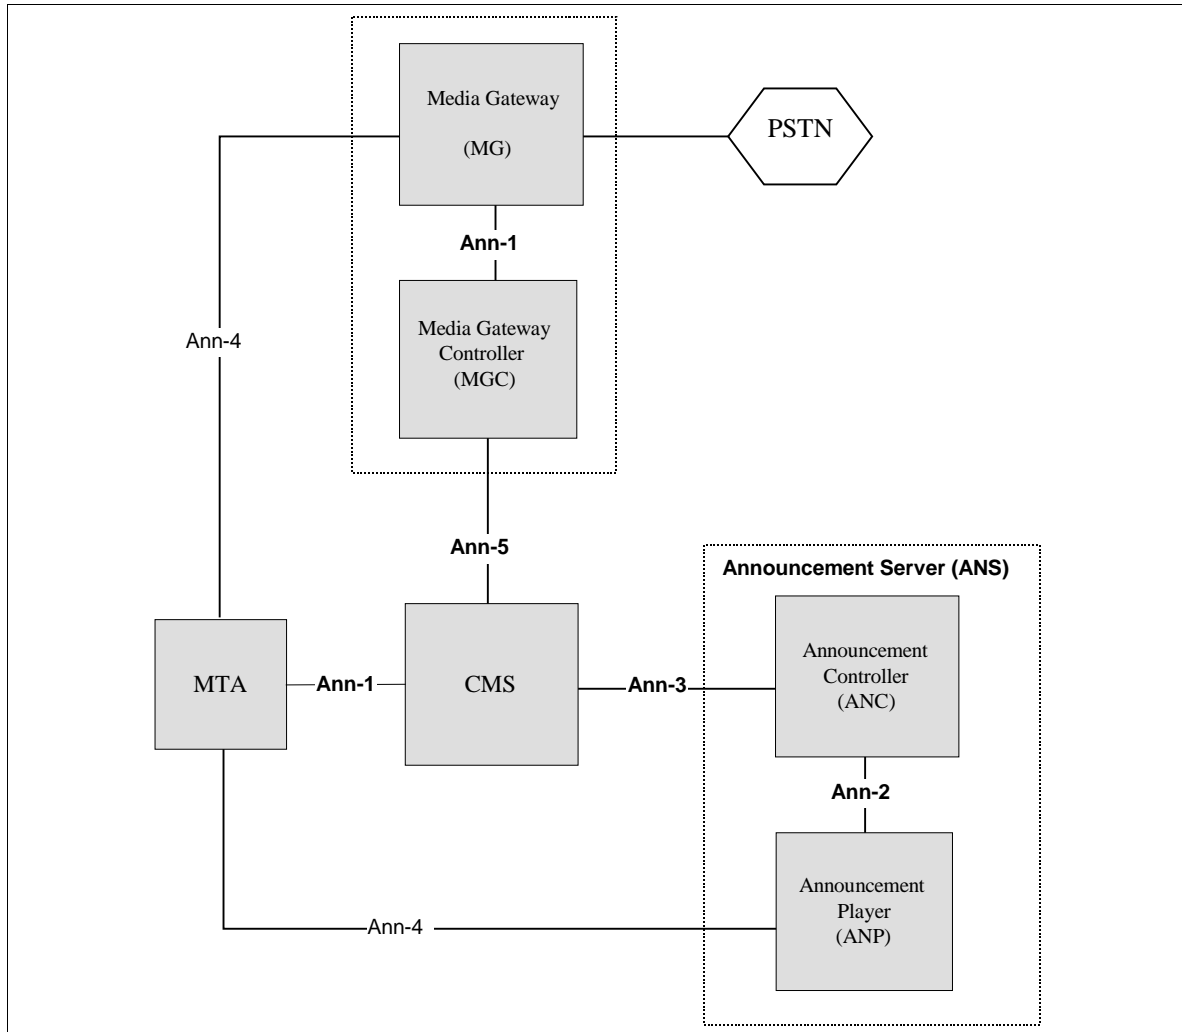 Media Gateway
(MG)
PSTN
Ann-1
Media Gateway
Controller
(MGC)
Ann-4
Ann-5
Announcement Server (ANS)
MTA
Ann-1
CMS
Ann-3
Announcement
Controller
(ANC)
Ann-2
Announcement
Player
(ANP)
Ann-4